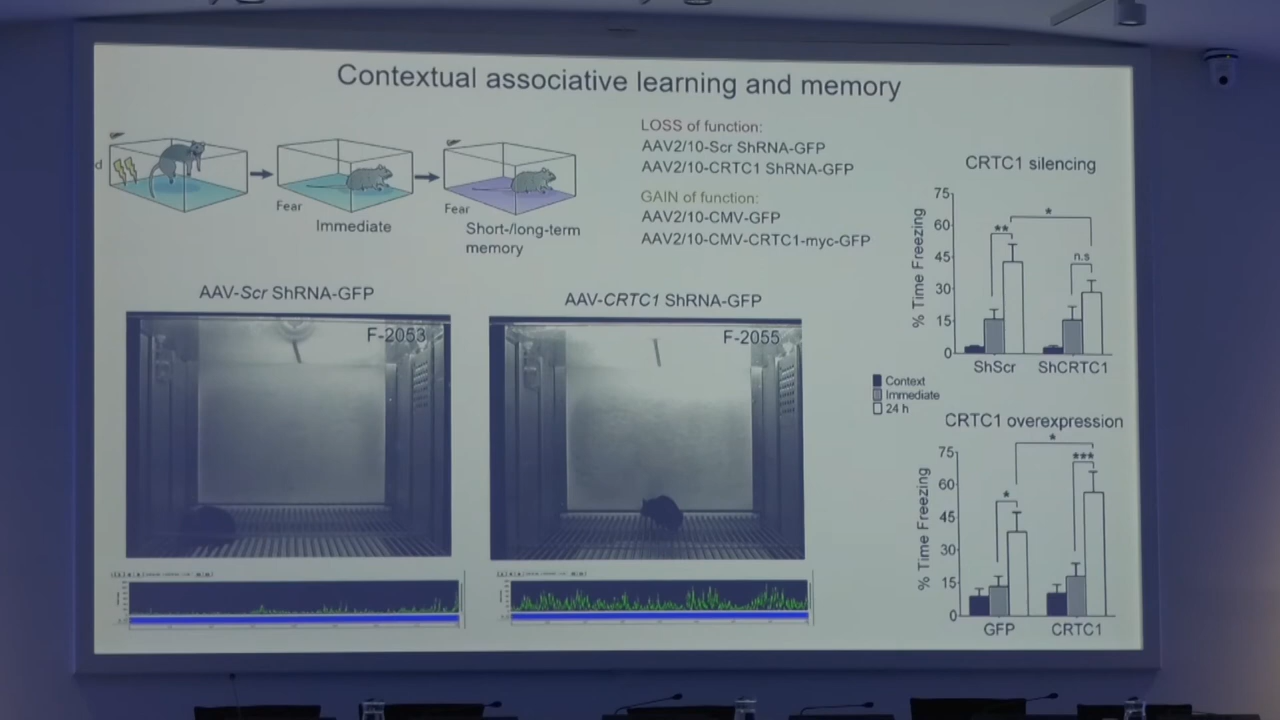 Contextual associative learning and memory
d
Fear
Immediate
Fear
Short-/long-term
memory
LOSS of function:
AAV2/10-Scr ShRNA-GFP
AAV2/10-CRTC1 ShRNA-GFP
GAIN of function:
AAV2/10-CMV-GFP
AAV2/10-CMV-CRTC1-myc-GFP
AAV-Scr ShRNA-GFP
F-2053
AAV-CRTC1 ShRNA-GFP
F-2055
CRTC1 silencing
% Time Freezing
75
60
45
30
15
0
**
*
n.s
ShScr
ShCRTC1
Context
Immediate
24 h
CRTC1 overexpression
% Time Freezing
75
60
45
30
15
0
*
*
***
GFP
CRTC1